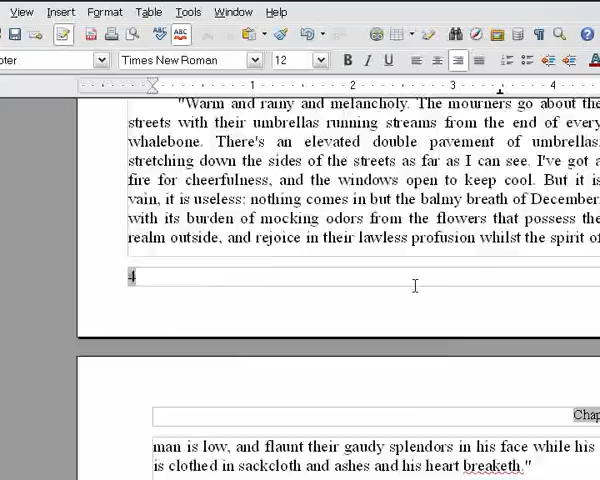 View Insert Format Table Tools Window Help
Times New Roman 12 B I U
1 2 3 4
"Warm and rainy and melancholy. The mourners go about the
streets with their umbrellas running streams from the end of every
whalebone. There's an elevated double pavement of umbrellas,
stretching down the sides of the streets as far as I can see. I've got a
fire for cheerfulness, and the windows open to keep cool. But it is
vain, it is useless: nothing comes in but the balmy breath of December,
with its burden of mocking odors from the flowers that possess the
realm outside, and rejoice in their lawless profusion whilst the spirit of
4
Chap
man is low, and flaunt their gaudy splendors in his face while his
is clothed in sackcloth and ashes and his heart breaketh."